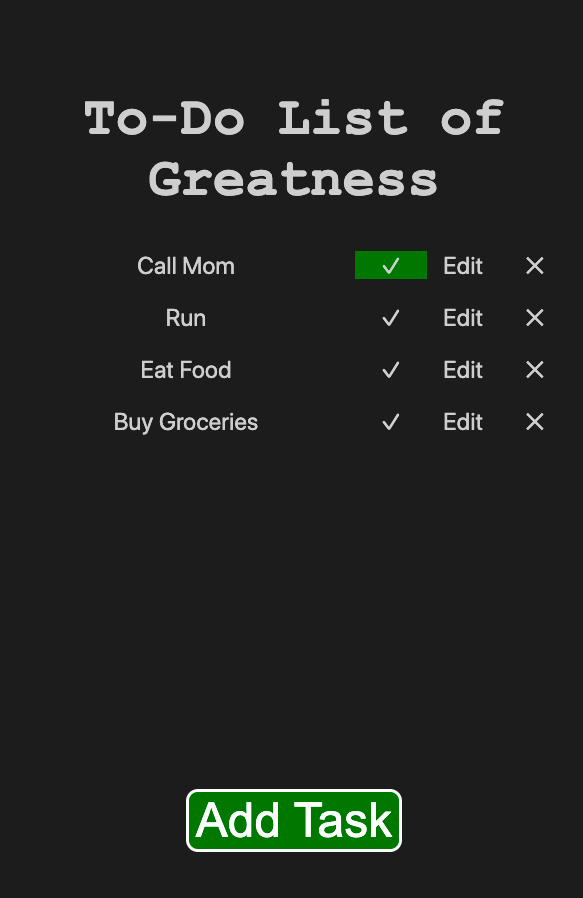 To-Do List of
Greatness
Call Mom ✓ Edit ✕
Run ✓ Edit ✕
Eat Food ✓ Edit ✕
Buy Groceries ✓ Edit ✕
Add Task